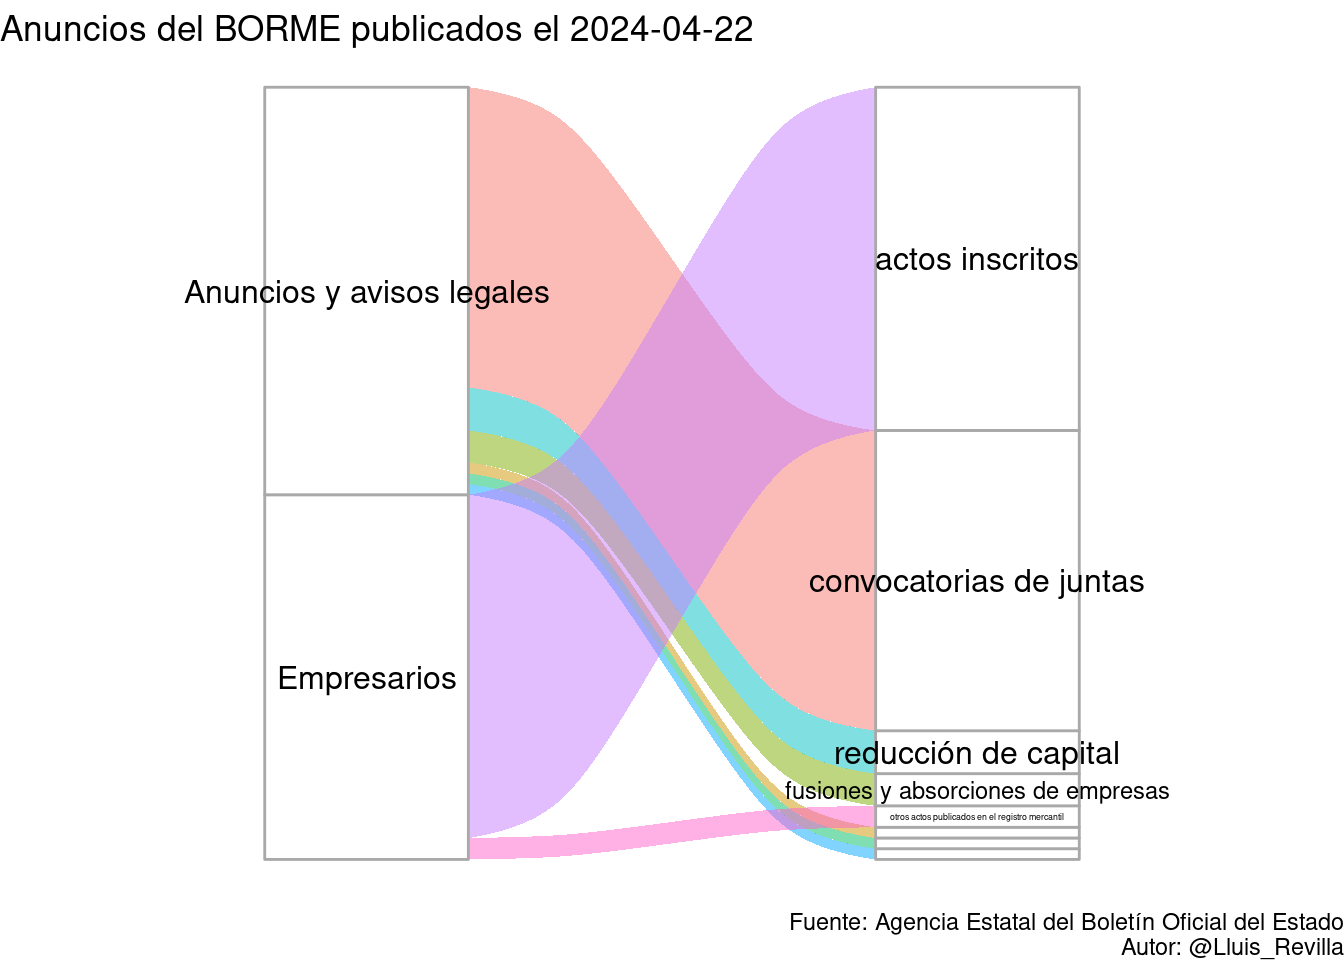 Anuncios del BORME publicados el 2024-04-22
actos inscritos
Anuncios y avisos legales
convocatorias de juntas
Empresarios
reducción de capital
fusiones y absorciones de empresas
otros actos publicados en el registro mercantil
Fuente: Agencia Estatal del Boletín Oficial del Estado
Autor: @Lluis_Revilla